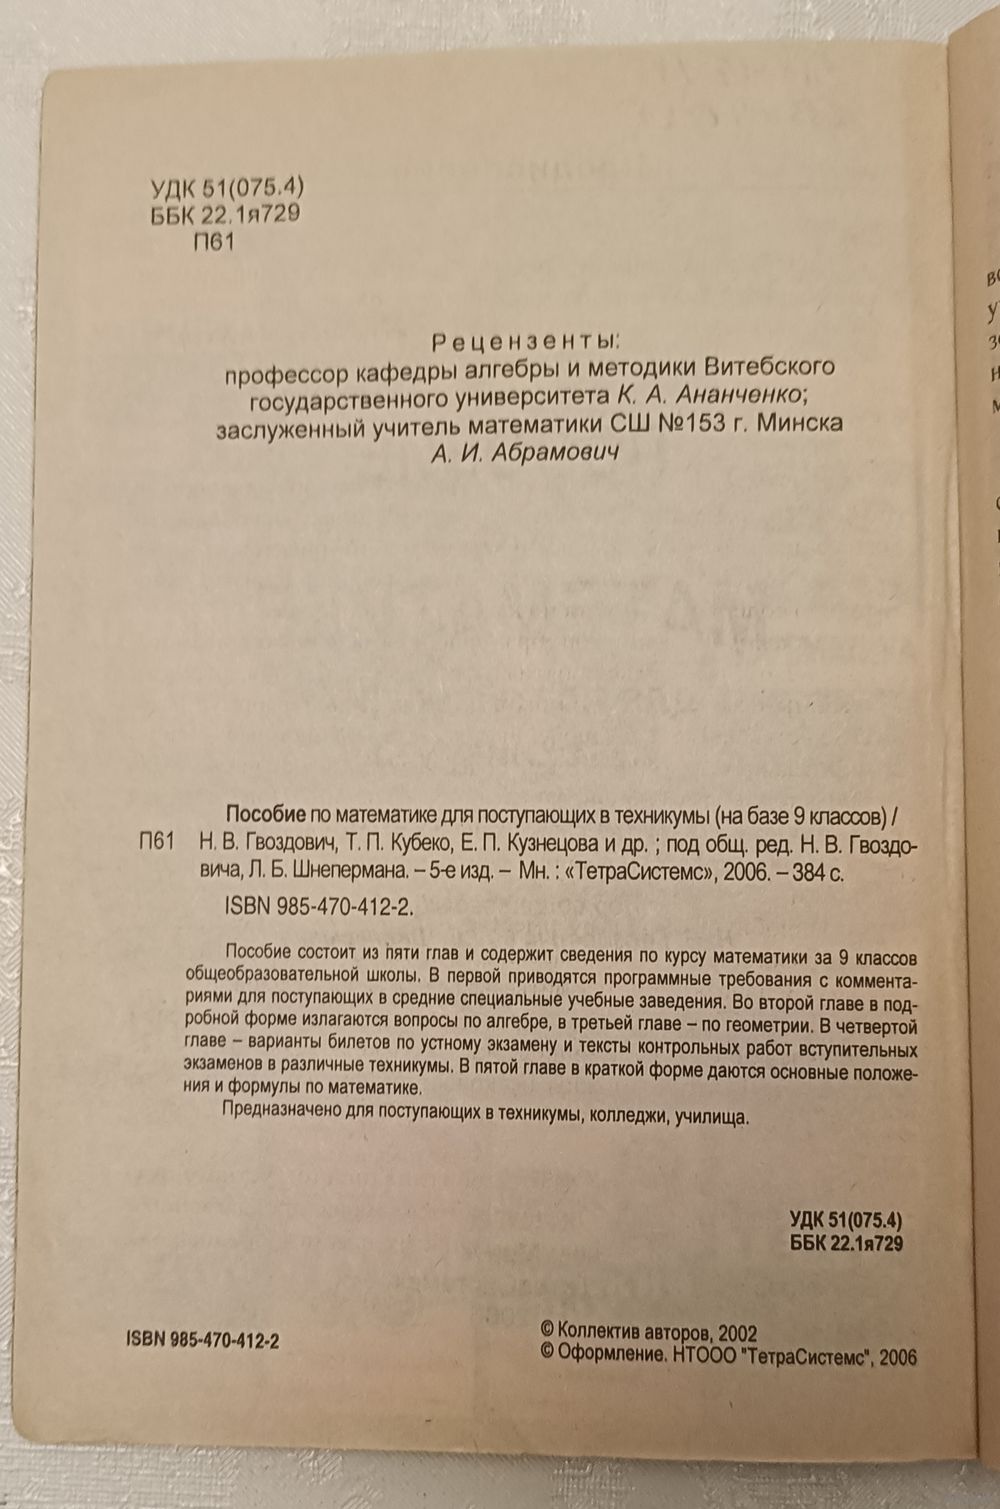 УДК 51(075.4)
ББК 22.1я729
П61
Рецензенты:
профессор кафедры алгебры и методики Витебского
государственного университета К. А. Ананченко;
заслуженный учитель математики СШ №153 г. Минска
А. И. Абрамович
Пособие по математике для поступающих в техникумы (на базе 9 классов) /
П61 Н. В. Гвоздович, Т. П. Кубеко, Е. П. Кузнецова и др. ; под общ. ред. Н. В. Гвоздо-
вича, Л. Б. Шнепермана. – 5-е изд. – Мн. : «ТетраСистемс», 2006. – 384 с.
ISBN 985-470-412-2.
Пособие состоит из пяти глав и содержит сведения по курсу математики за 9 классов
общеобразовательной школы. В первой приводятся программные требования с коммента-
риями для поступающих в средние специальные учебные заведения. Во второй главе в под-
робной форме излагаются вопросы по алгебре, в третьей главе – по геометрии. В четвертой
главе – варианты билетов по устному экзамену и тексты контрольных работ вступительных
экзаменов в различные техникумы. В пятой главе в краткой форме даются основные положе-
ния и формулы по математике.
Предназначено для поступающих в техникумы, колледжи, училища.
УДК 51(075.4)
ББК 22.1я729
ISBN 985-470-412-2
© Коллектив авторов, 2002
© Оформление. НТООО "ТетраСистемс", 2006